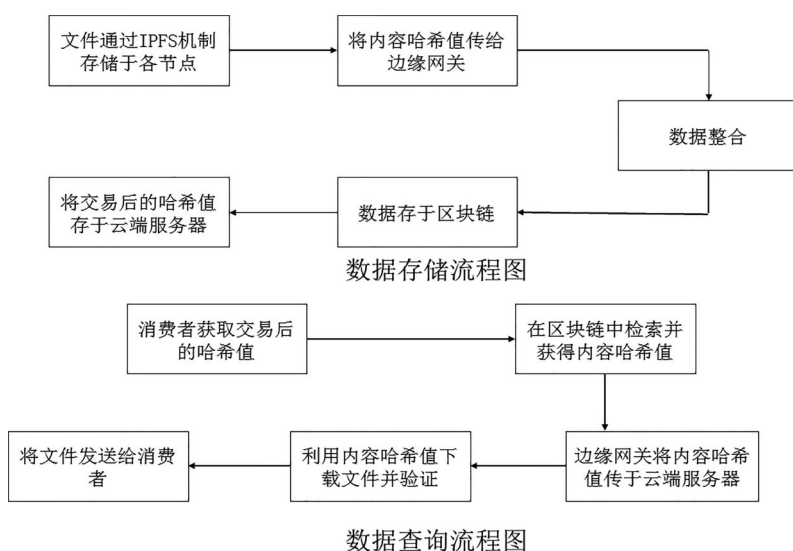 文件通过IPFS机制
存储于各节点
将内容哈希值传给
边缘网关
数据整合
数据存于区块链
将交易后的哈希值
存于云端服务器
数据存储流程图
消费者获取交易后
的哈希值
在区块链中检索并
获得内容哈希值
边缘网关将内容哈希
值传于云端服务器
利用内容哈希值下
载文件并验证
将文件发送给消费
者
数据查询流程图